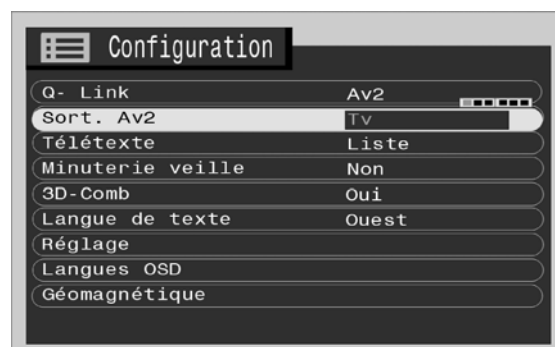 Configuration
Q- Link Av2
Sort. Av2 Tv
Télétexte Liste
Minuterie veille Non
3D-Comb Oui
Langue de texte Ouest
Réglage
Langues OSD
Géomagnétique